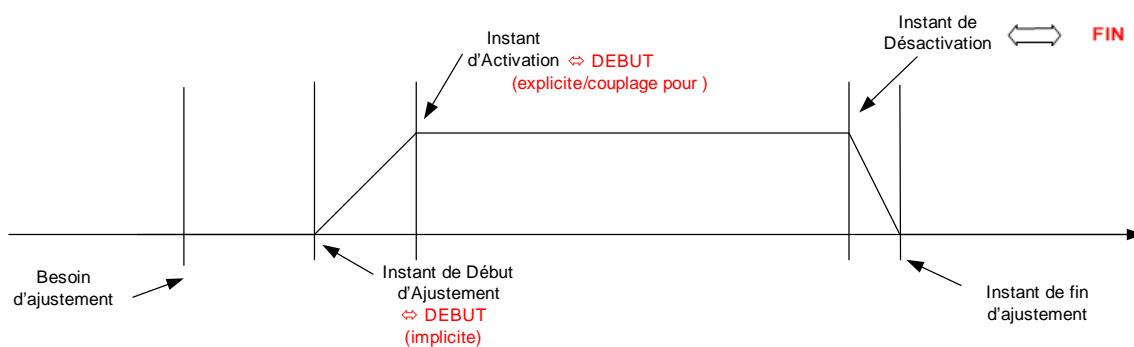 Instant
d'Activation ⇔ DEBUT
(explicite/couplage pour )
Instant de
Désactivation
FIN
Besoin
d'ajustement
Instant de Début
d'Ajustement
⇔ DEBUT
(implicite)
Instant de fin
d'ajustement